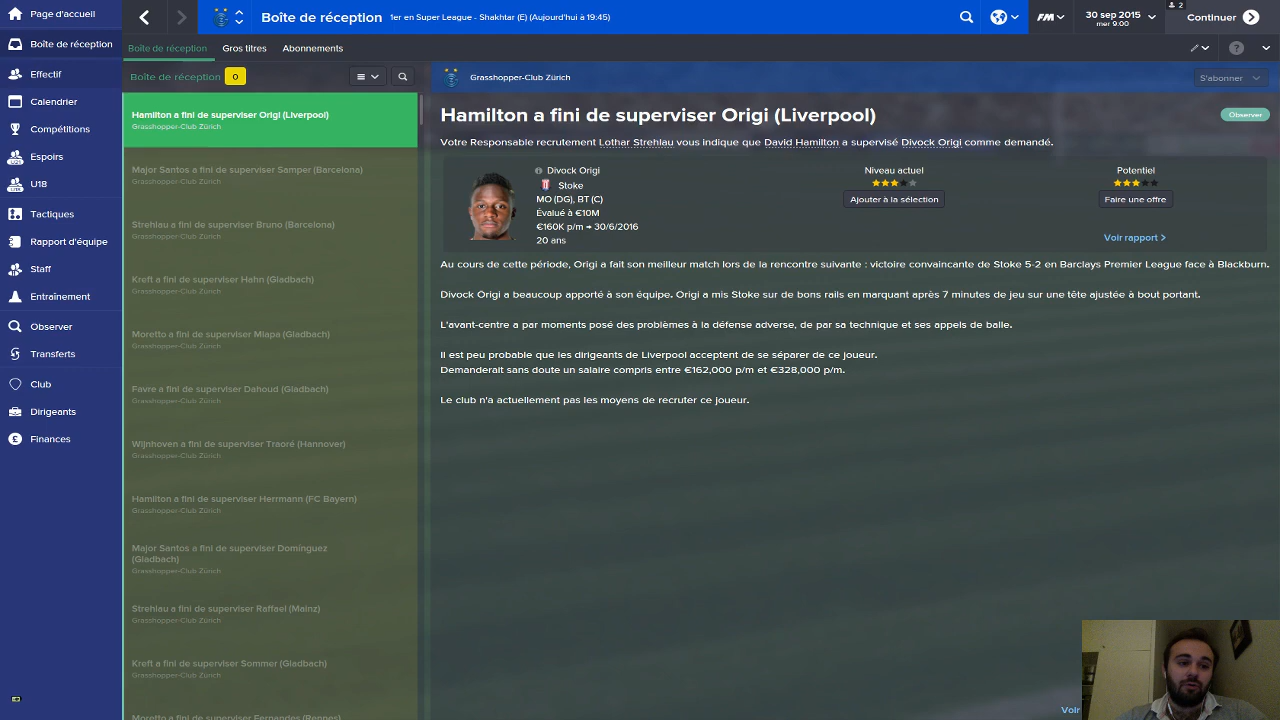 Page d'accueil
Boîte de réception
Effectif
Calendrier
Compétitions
Espoirs
U18
Tactiques
Rapport d'équipe
Staff
Entraînement
Observer
Transferts
Club
Dirigeants
Finances
Boîte de réception
1er en Super League - Shakhtar (E) (Aujourd'hui à 19:45)
FM
30 sep 2015
mer 9:00
2
Continuer
Boîte de réception
Gros titres
Abonnements
?
Boîte de réception 0
Hamilton a fini de superviser Origi (Liverpool)
Grasshopper-Club Zürich
Major Santos a fini de superviser Samper (Barcelona)
Grasshopper-Club Zürich
Strehlau a fini de superviser Bruno (Barcelona)
Grasshopper-Club Zürich
Kreft a fini de superviser Hahn (Gladbach)
Grasshopper-Club Zürich
Moretto a fini de superviser Mlapa (Gladbach)
Grasshopper-Club Zürich
Favre a fini de superviser Dahoud (Gladbach)
Grasshopper-Club Zürich
Wijnhoven a fini de superviser Traoré (Hannover)
Grasshopper-Club Zürich
Hamilton a fini de superviser Herrmann (FC Bayern)
Grasshopper-Club Zürich
Major Santos a fini de superviser Domínguez
(Gladbach)
Grasshopper-Club Zürich
Strehlau a fini de superviser Raffael (Mainz)
Grasshopper-Club Zürich
Kreft a fini de superviser Sommer (Gladbach)
Grasshopper-Club Zürich
Moretto a fini de superviser Fernandes (Rennes)
Grasshopper-Club Zürich
S'abonner
Hamilton a fini de superviser Origi (Liverpool)
Observer
Votre Responsable recrutement Lothar Strehlau vous indique que David Hamilton a supervisé Divock Origi comme demandé.
Divock Origi
Stoke
MO (DG), BT (C)
Évalué à €10M
€160K p/m → 30/6/2016
20 ans
Niveau actuel
Ajouter à la sélection
Potentiel
Faire une offre
Voir rapport >
Au cours de cette période, Origi a fait son meilleur match lors de la rencontre suivante : victoire convaincante de Stoke 5-2 en Barclays Premier League face à Blackburn.
Divock Origi a beaucoup apporté à son équipe. Origi a mis Stoke sur de bons rails en marquant après 7 minutes de jeu sur une tête ajustée à bout portant.
L'avant-centre a par moments posé des problèmes à la défense adverse, de par sa technique et ses appels de balle.
Il est peu probable que les dirigeants de Liverpool acceptent de se séparer de ce joueur.
Demanderait sans doute un salaire compris entre €162,000 p/m et €328,000 p/m.
Le club n'a actuellement pas les moyens de recruter ce joueur.
Voir